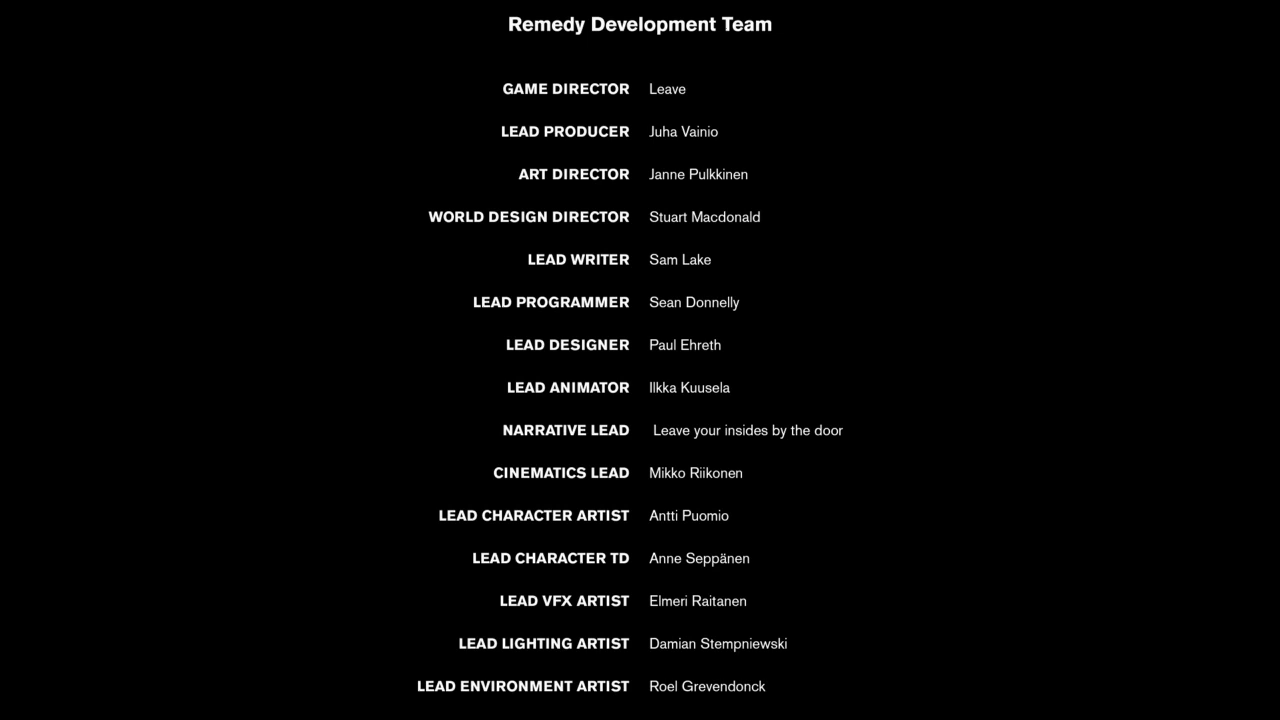 Remedy Development Team
GAME DIRECTOR Leave
LEAD PRODUCER Juha Vainio
ART DIRECTOR Janne Pulkkinen
WORLD DESIGN DIRECTOR Stuart Macdonald
LEAD WRITER Sam Lake
LEAD PROGRAMMER Sean Donnelly
LEAD DESIGNER Paul Ehreth
LEAD ANIMATOR Ilkka Kuusela
NARRATIVE LEAD Leave your insides by the door
CINEMATICS LEAD Mikko Riikonen
LEAD CHARACTER ARTIST Antti Puomio
LEAD CHARACTER TD Anne Seppänen
LEAD VFX ARTIST Elmeri Raitanen
LEAD LIGHTING ARTIST Damian Stempniewski
LEAD ENVIRONMENT ARTIST Roel Grevendonck